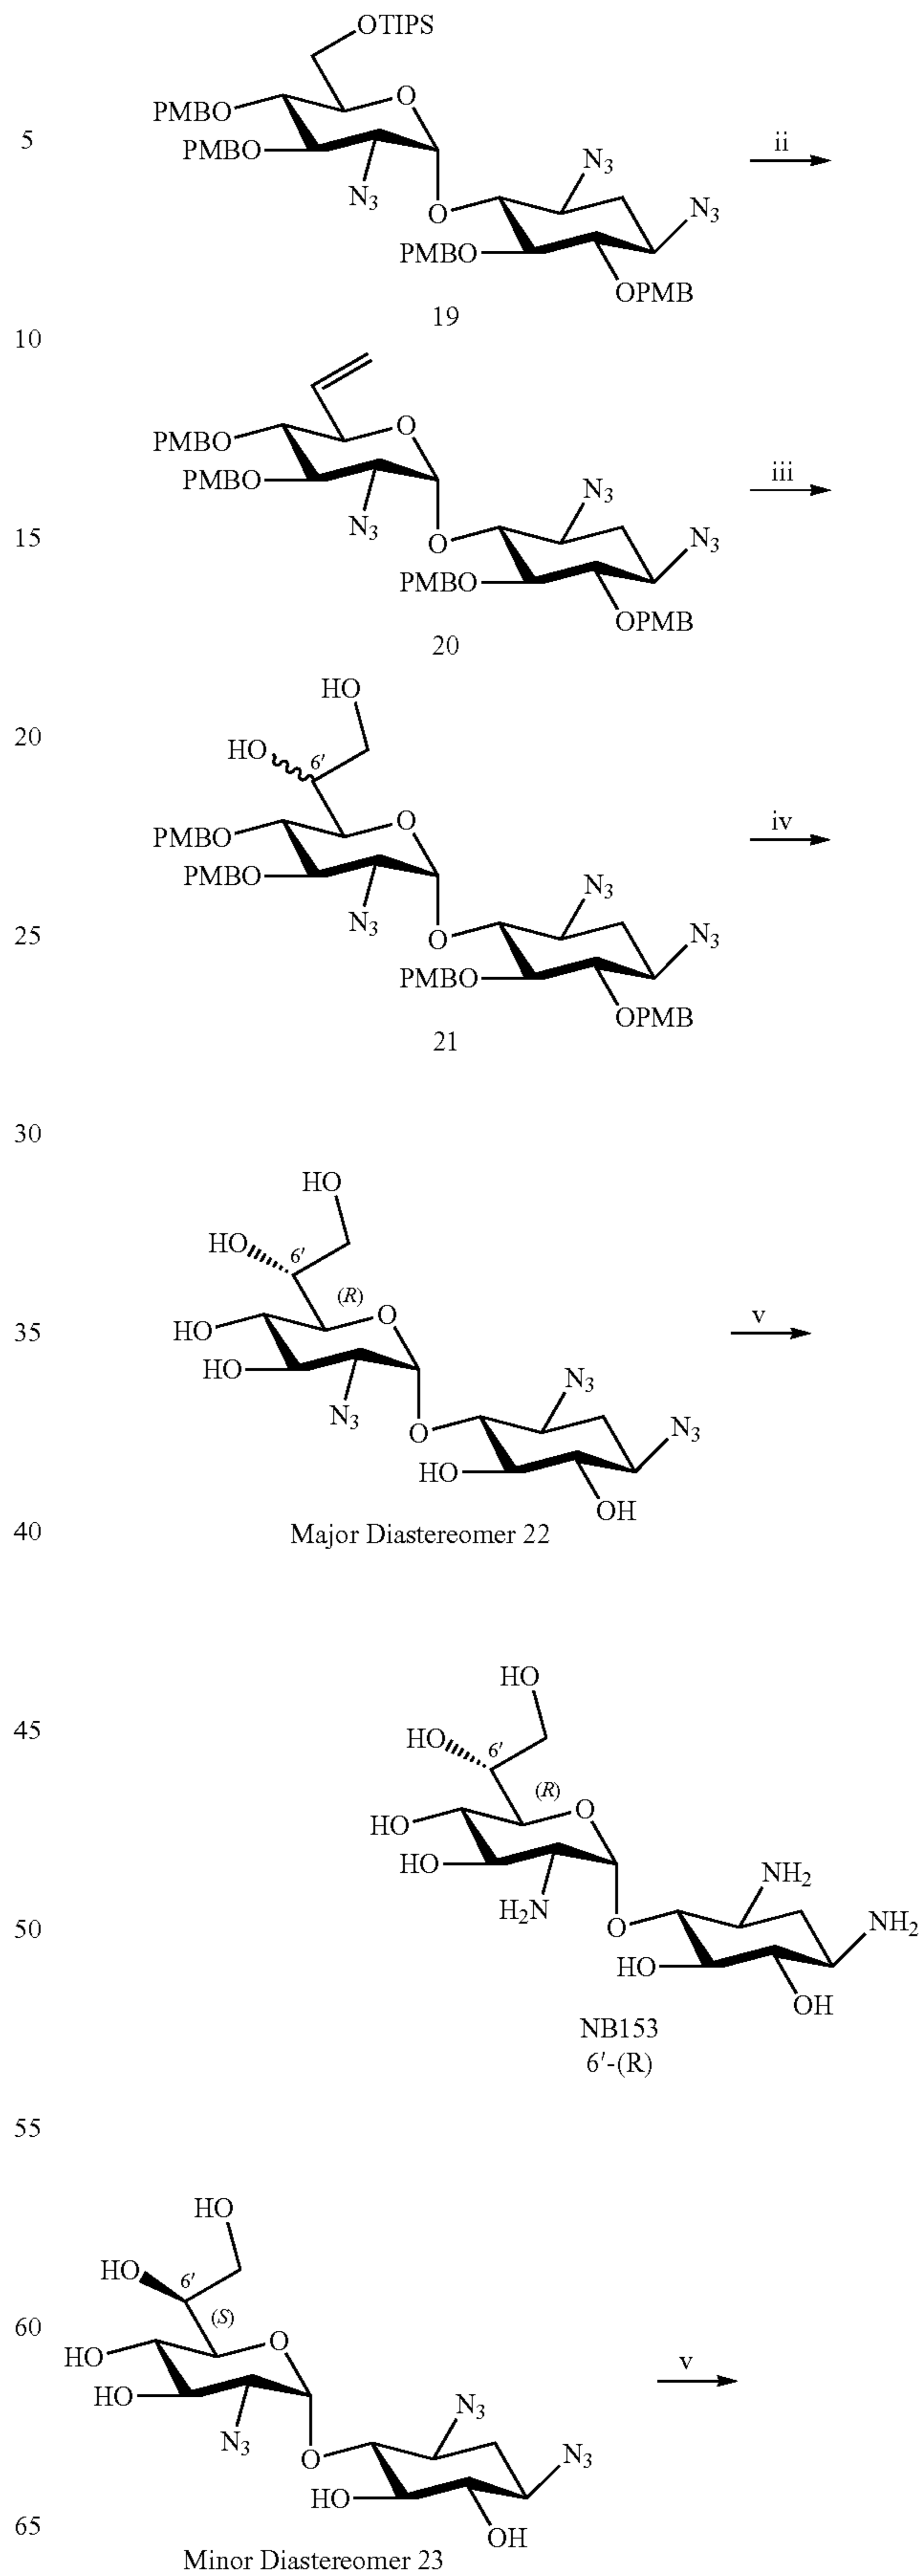 OTIPS
PMBO
O
5
PMBO
ii
N₃
N₃
N₃
O
PMBO
OPMB
19
10
O
PMBO
PMBO
iii
N₃
N₃
15
O
N₃
PMBO
OPMB
20
HO
20
HO
6′
O
PMBO
iv
PMBO
N₃
N₃
25
O
N₃
PMBO
OPMB
21
30
HO
HO
6′
(R)
O
35
HO
v
HO
N₃
N₃
N₃
O
HO
OH
40
Major Diastereomer 22
HO
45
HO
6′
(R)
O
HO
HO
NH₂
H₂N
NH₂
50
O
HO
OH
NB153
6′-(R)
55
HO
HO
6′
60
(S)
O
HO
v
HO
N₃
N₃
N₃
O
HO
65
OH
Minor Diastereomer 23